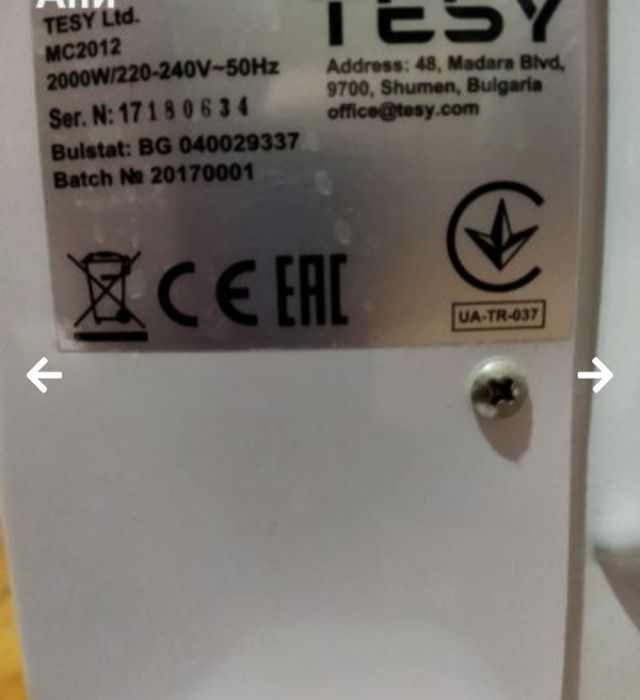 Ани
TESY Ltd.
MC2012
2000W/220-240V~50Hz
Ser. N: 17180634
Bulstat: BG 040029337
Batch № 20170001
TESY
Address: 48, Madara Blvd,
9700, Shumen, Bulgaria
office@tesy.com
CE EAC
UA-TR-037